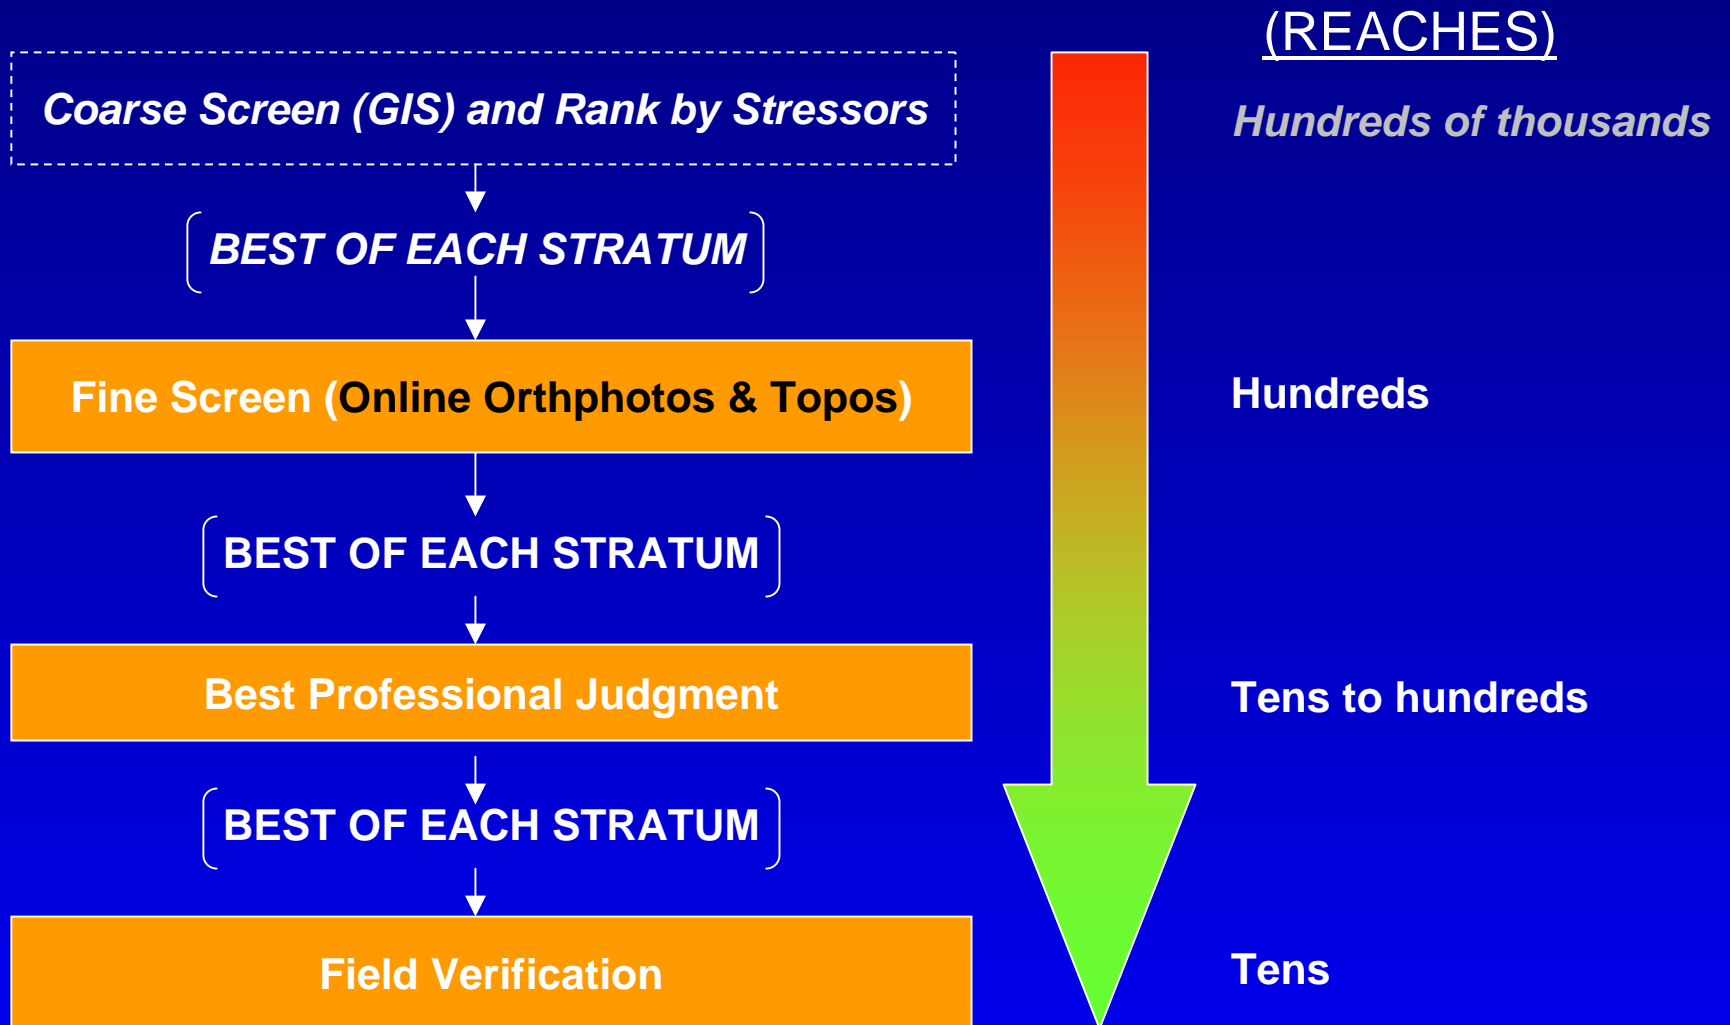 (REACHES)
Coarse Screen (GIS) and Rank by Stressors
Hundreds of thousands
BEST OF EACH STRATUM
Fine Screen (Online Orthphotos & Topos)
Hundreds
BEST OF EACH STRATUM
Best Professional Judgment
Tens to hundreds
BEST OF EACH STRATUM
Field Verification
Tens